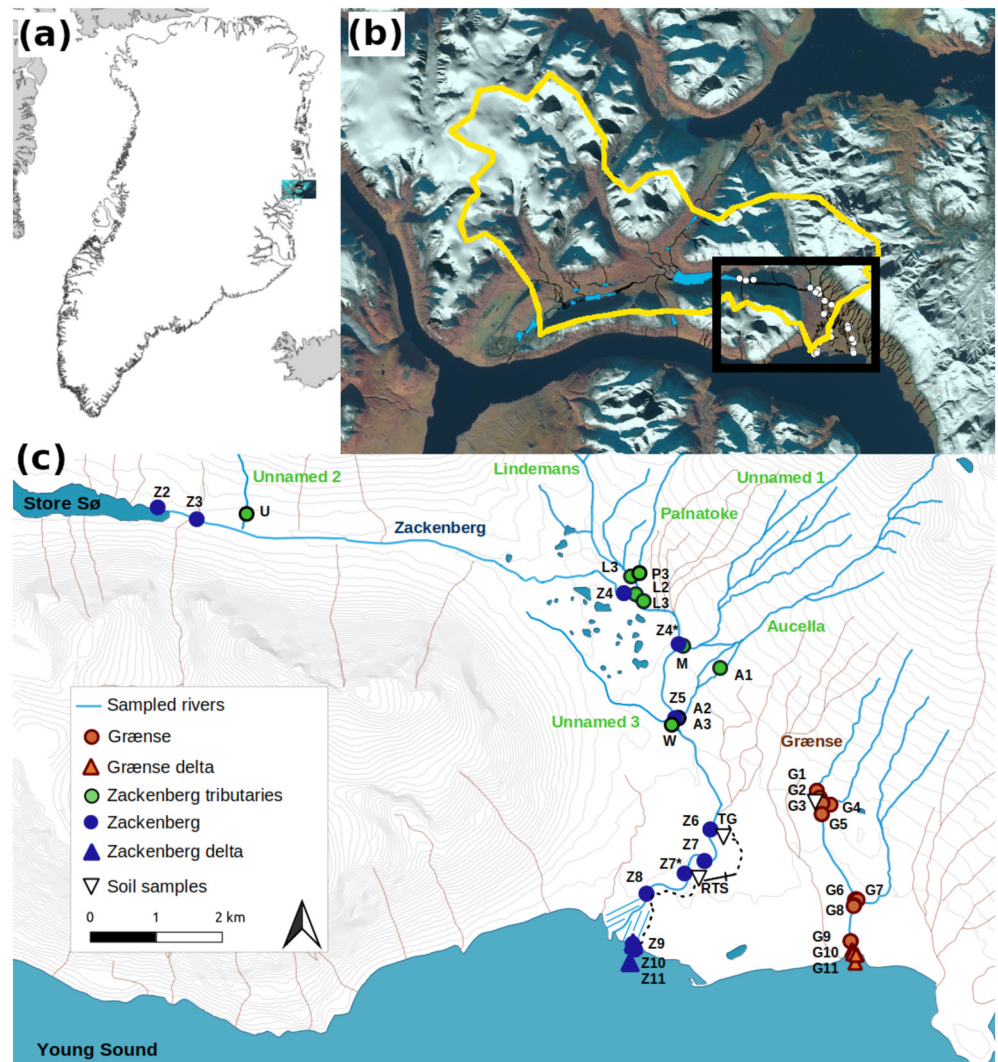 (a)
(b)
(c)
Unnamed 2
Lindemans
Unnamed 1
Store Sø
Z2
Z3
U
Palnatoke
Zackenberg
L3
P3
Z4
L2
L3
Z4*
M
Aucella
A1
Z5
A2
A3
Unnamed 3
W
Grænse
Sampled rivers
Grænse
Grænse delta
Zackenberg tributaries
Zackenberg
Zackenberg delta
Soil samples
0 1 2 km
G1
G2
G3
G4
G5
Z6
TG
Z7
Z7*
RTS
Z8
G6
G7
G8
Z9
Z10
Z11
G9
G10
G11
Young Sound